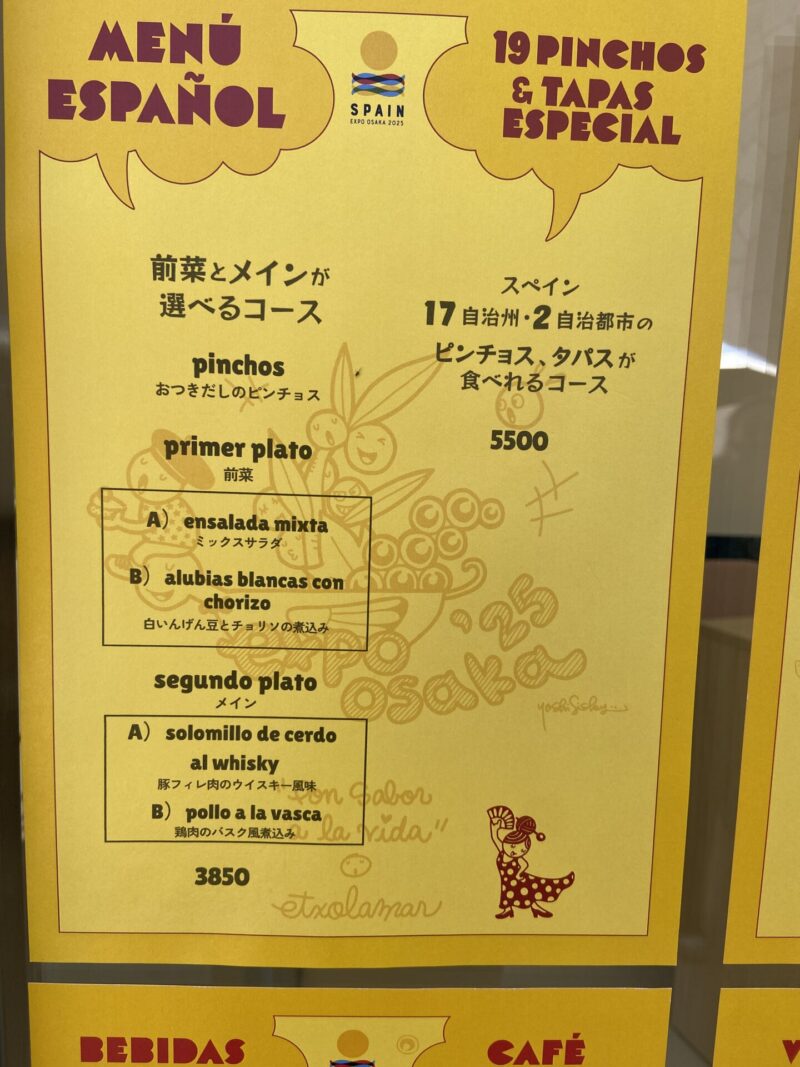 MENÚ
ESPAÑOL
SPAIN
EXPO OSAKA 2025
19 PINCHOS
& TAPAS
ESPECIAL
前菜とメインが
選べるコース
pinchos
おつきだしのピンチョス
primer plato
前菜
A) ensalada mixta
ミックスサラダ
B) alubias blancas con
chorizo
白いんげん豆とチョリソの煮込み
segundo plato
メイン
A) solomillo de cerdo
al whisky
豚フィレ肉のウイスキー風味
B) pollo a la vasca
鶏肉のバスク風煮込み
3850
スペイン
17自治州・2自治都市の
ピンチョス、タパスが
食べれるコース
5500
expo '25
osaka
sabor
a la vida"
etxolamar
BEBIDAS
CAFÉ